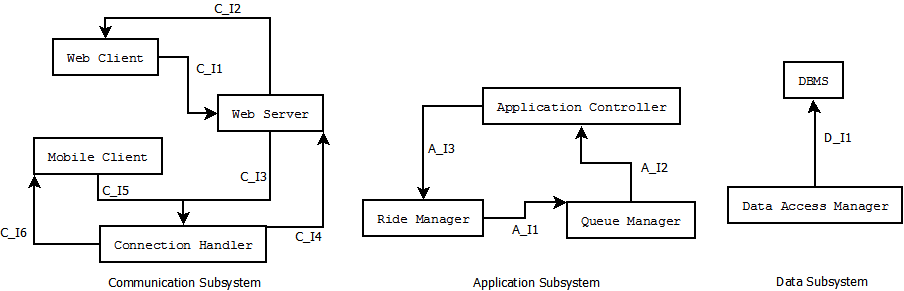 C_I2
Web Client
C_I1
Web Server
Mobile Client
C_I3
C_I5
C_I6
C_I4
Connection Handler
Communication Subsystem
Application Controller
A_I3
A_I2
Ride Manager
A_I1
Queue Manager
Application Subsystem
DBMS
D_I1
Data Access Manager
Data Subsystem